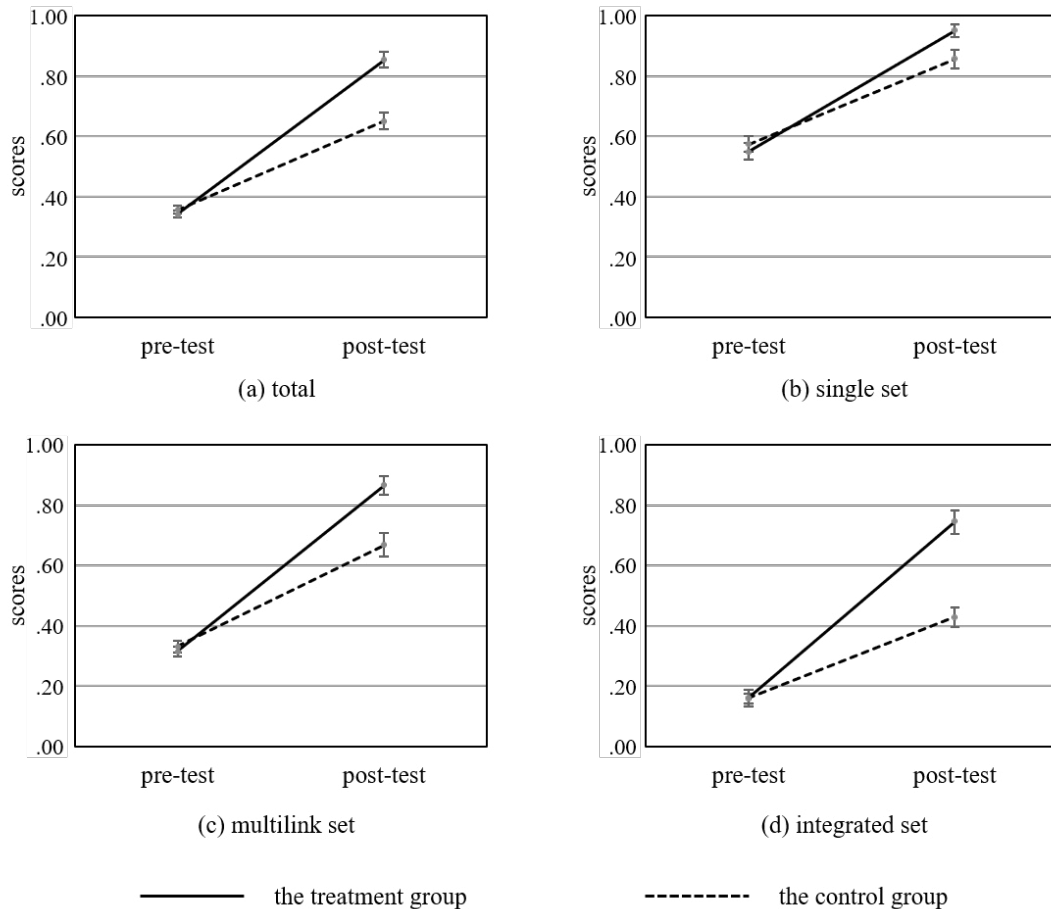 1.00
.80
.60
.40
.20
.00
scores
pre-test
post-test
(a) total
1.00
.80
.60
.40
.20
.00
scores
pre-test
post-test
(b) single set
1.00
.80
.60
.40
.20
.00
scores
pre-test
post-test
(c) multilink set
1.00
.80
.60
.40
.20
.00
scores
pre-test
post-test
(d) integrated set
the treatment group
the control group